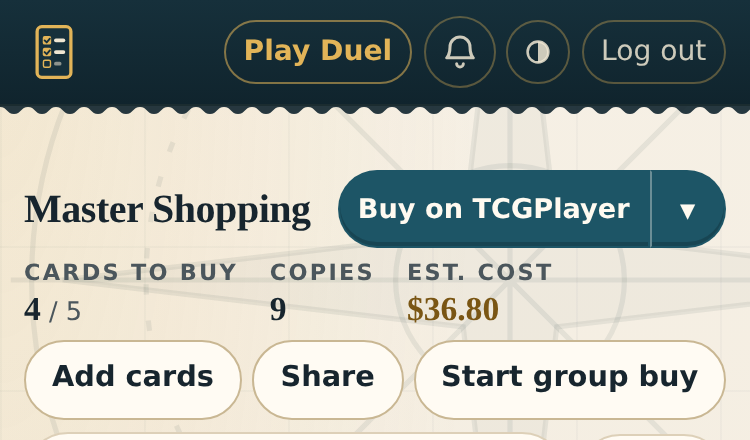 Play Duel
Log out
Master Shopping
Buy on TCGPlayer ▼
CARDS TO BUY COPIES EST. COST
4 / 5 9 $36.80
Add cards Share Start group buy